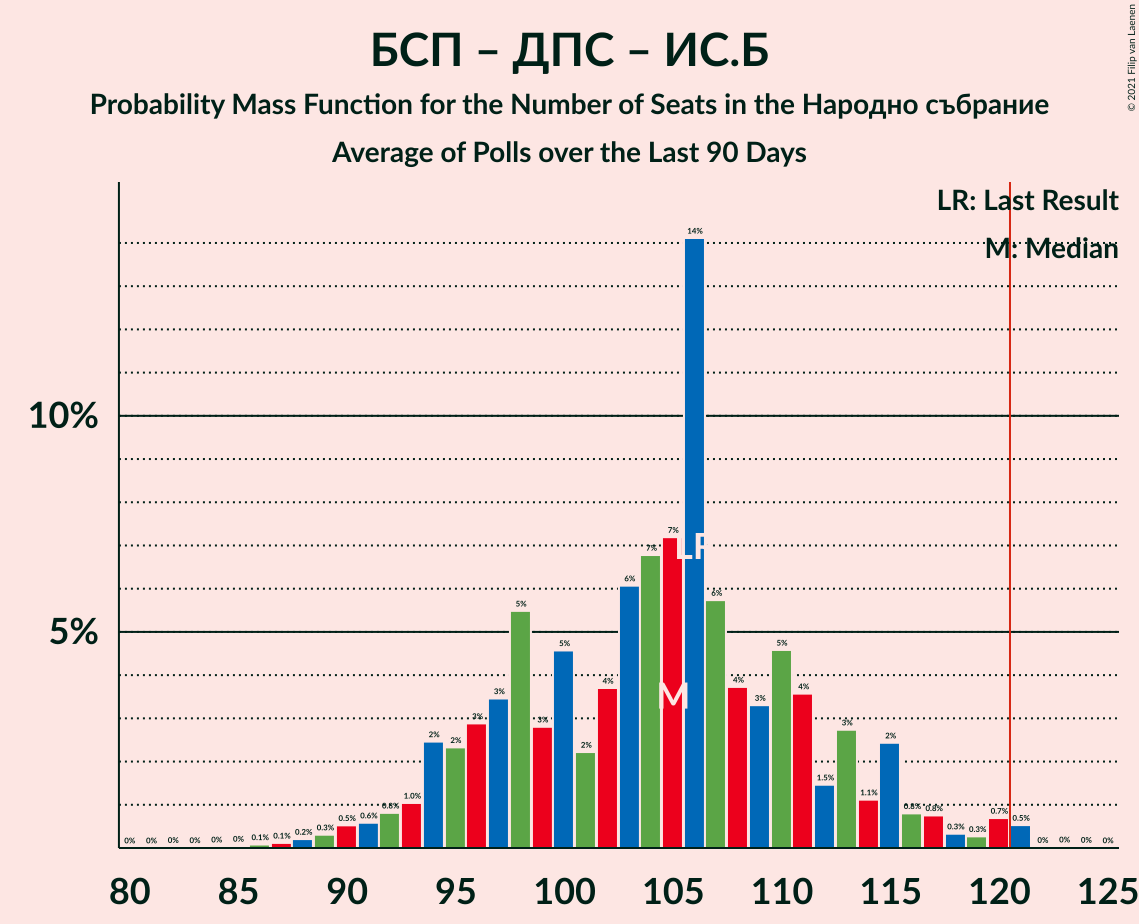 БСП – ДПС – ИС.Б
Probability Mass Function for the Number of Seats in the Народно събрание
Average of Polls over the Last 90 Days
© 2021 Filip van Laenen
LR: Last Result
M: Median
10%
5%
0% 0% 0% 0% 0% 0% 0.1% 0.1% 0.2% 0.3% 0.5% 0.6% 0.8% 1.0% 2% 2% 3% 3% 5% 3% 5% 2% 4% 6% 7% 7% 14% 6% 4% 3% 5% 4% 1.5% 3% 1.1% 2% 0.8% 0.8% 0.3% 0.3% 0.7% 0.5% 0% 0% 0% 0%
LR
M
80 85 90 95 100 105 110 115 120 125